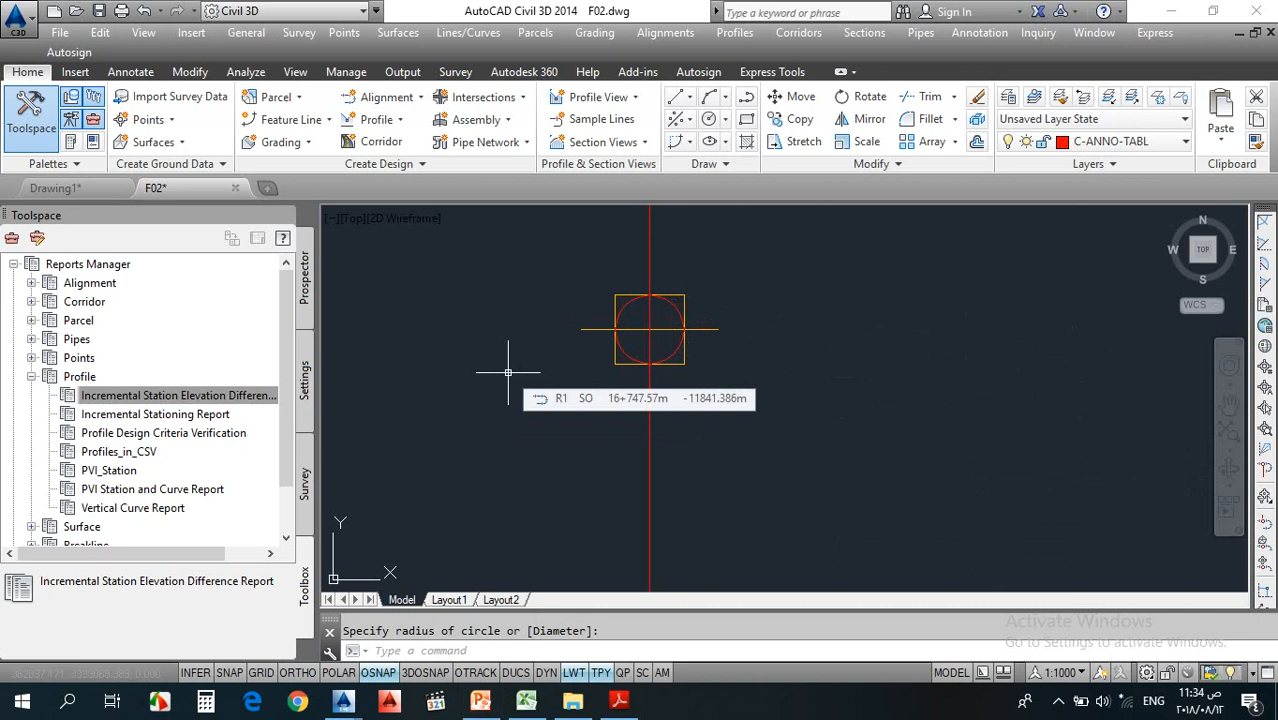 Civil 3D
AutoCAD Civil 3D 2014 F02.dwg
Type a keyword or phrase
Sign In
C3D
File Edit View Insert General Survey Points Surfaces Lines/Curves Parcels Grading Alignments Profiles Corridors Sections Pipes Annotation Inquiry Window Express
Autosign
Home Insert Annotate Modify Analyze View Manage Output Survey Autodesk 360 Help Add-ins Autosign Express Tools
Toolspace
Import Survey Data
Points
Surfaces
Parcel
Feature Line
Grading
Alignment
Profile
Corridor
Intersections
Assembly
Pipe Network
Profile View
Sample Lines
Section Views
Move
Copy
Stretch
Rotate
Mirror
Scale
Trim
Fillet
Array
Unsaved Layer State
C-ANNO-TABL
Paste
Palettes Create Ground Data Create Design Profile & Section Views Draw Modify Layers Clipboard
Drawing1* F02*
Toolspace
[−][Top][2D Wireframe]
Reports Manager
Alignment
Corridor
Parcel
Pipes
Points
Profile
Incremental Station Elevation Differen...
Incremental Stationing Report
Profile Design Criteria Verification
Profiles_in_CSV
PVI_Station
PVI Station and Curve Report
Vertical Curve Report
Surface
Breakline
Incremental Station Elevation Difference Report
Prospector
Settings
Survey
Toolbox
N
W TOP E
S
WCS
R1 SO 16+747.57m -11841.386m
Y
X
Model Layout1 Layout2
Specify radius of circle or [Diameter]:
Type a command
Activate Windows
Go to Settings to activate Windows.
INFER SNAP GRID ORTHO POLAR OSNAP 3DOSNAP OTRACK DUCS DYN LWT TPY QP SC AM
MODEL 1:1000
321
ENG
11:34 ص
٢٠١٨/٠٨/١٢